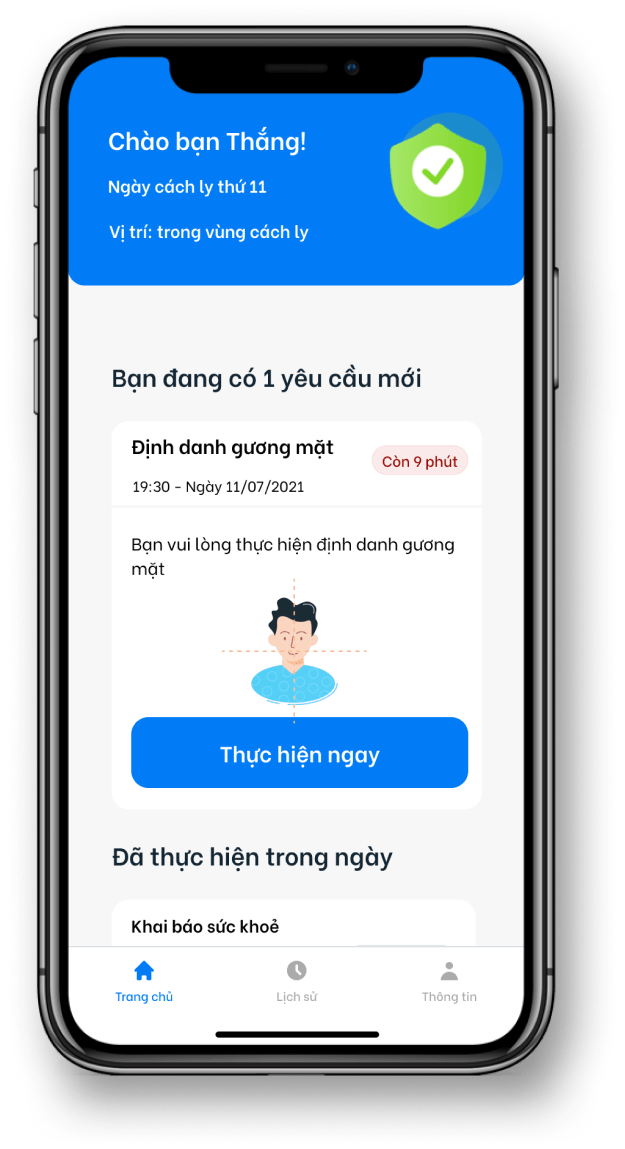 Chào bạn Thắng!
Ngày cách ly thứ 11
Vị trí: trong vùng cách ly
Bạn đang có 1 yêu cầu mới
Định danh gương mặt
Còn 9 phút
19:30 - Ngày 11/07/2021
Bạn vui lòng thực hiện định danh gương
mặt
Thực hiện ngay
Đã thực hiện trong ngày
Khai báo sức khoẻ
Trang chủ
Lịch sử
Thông tin